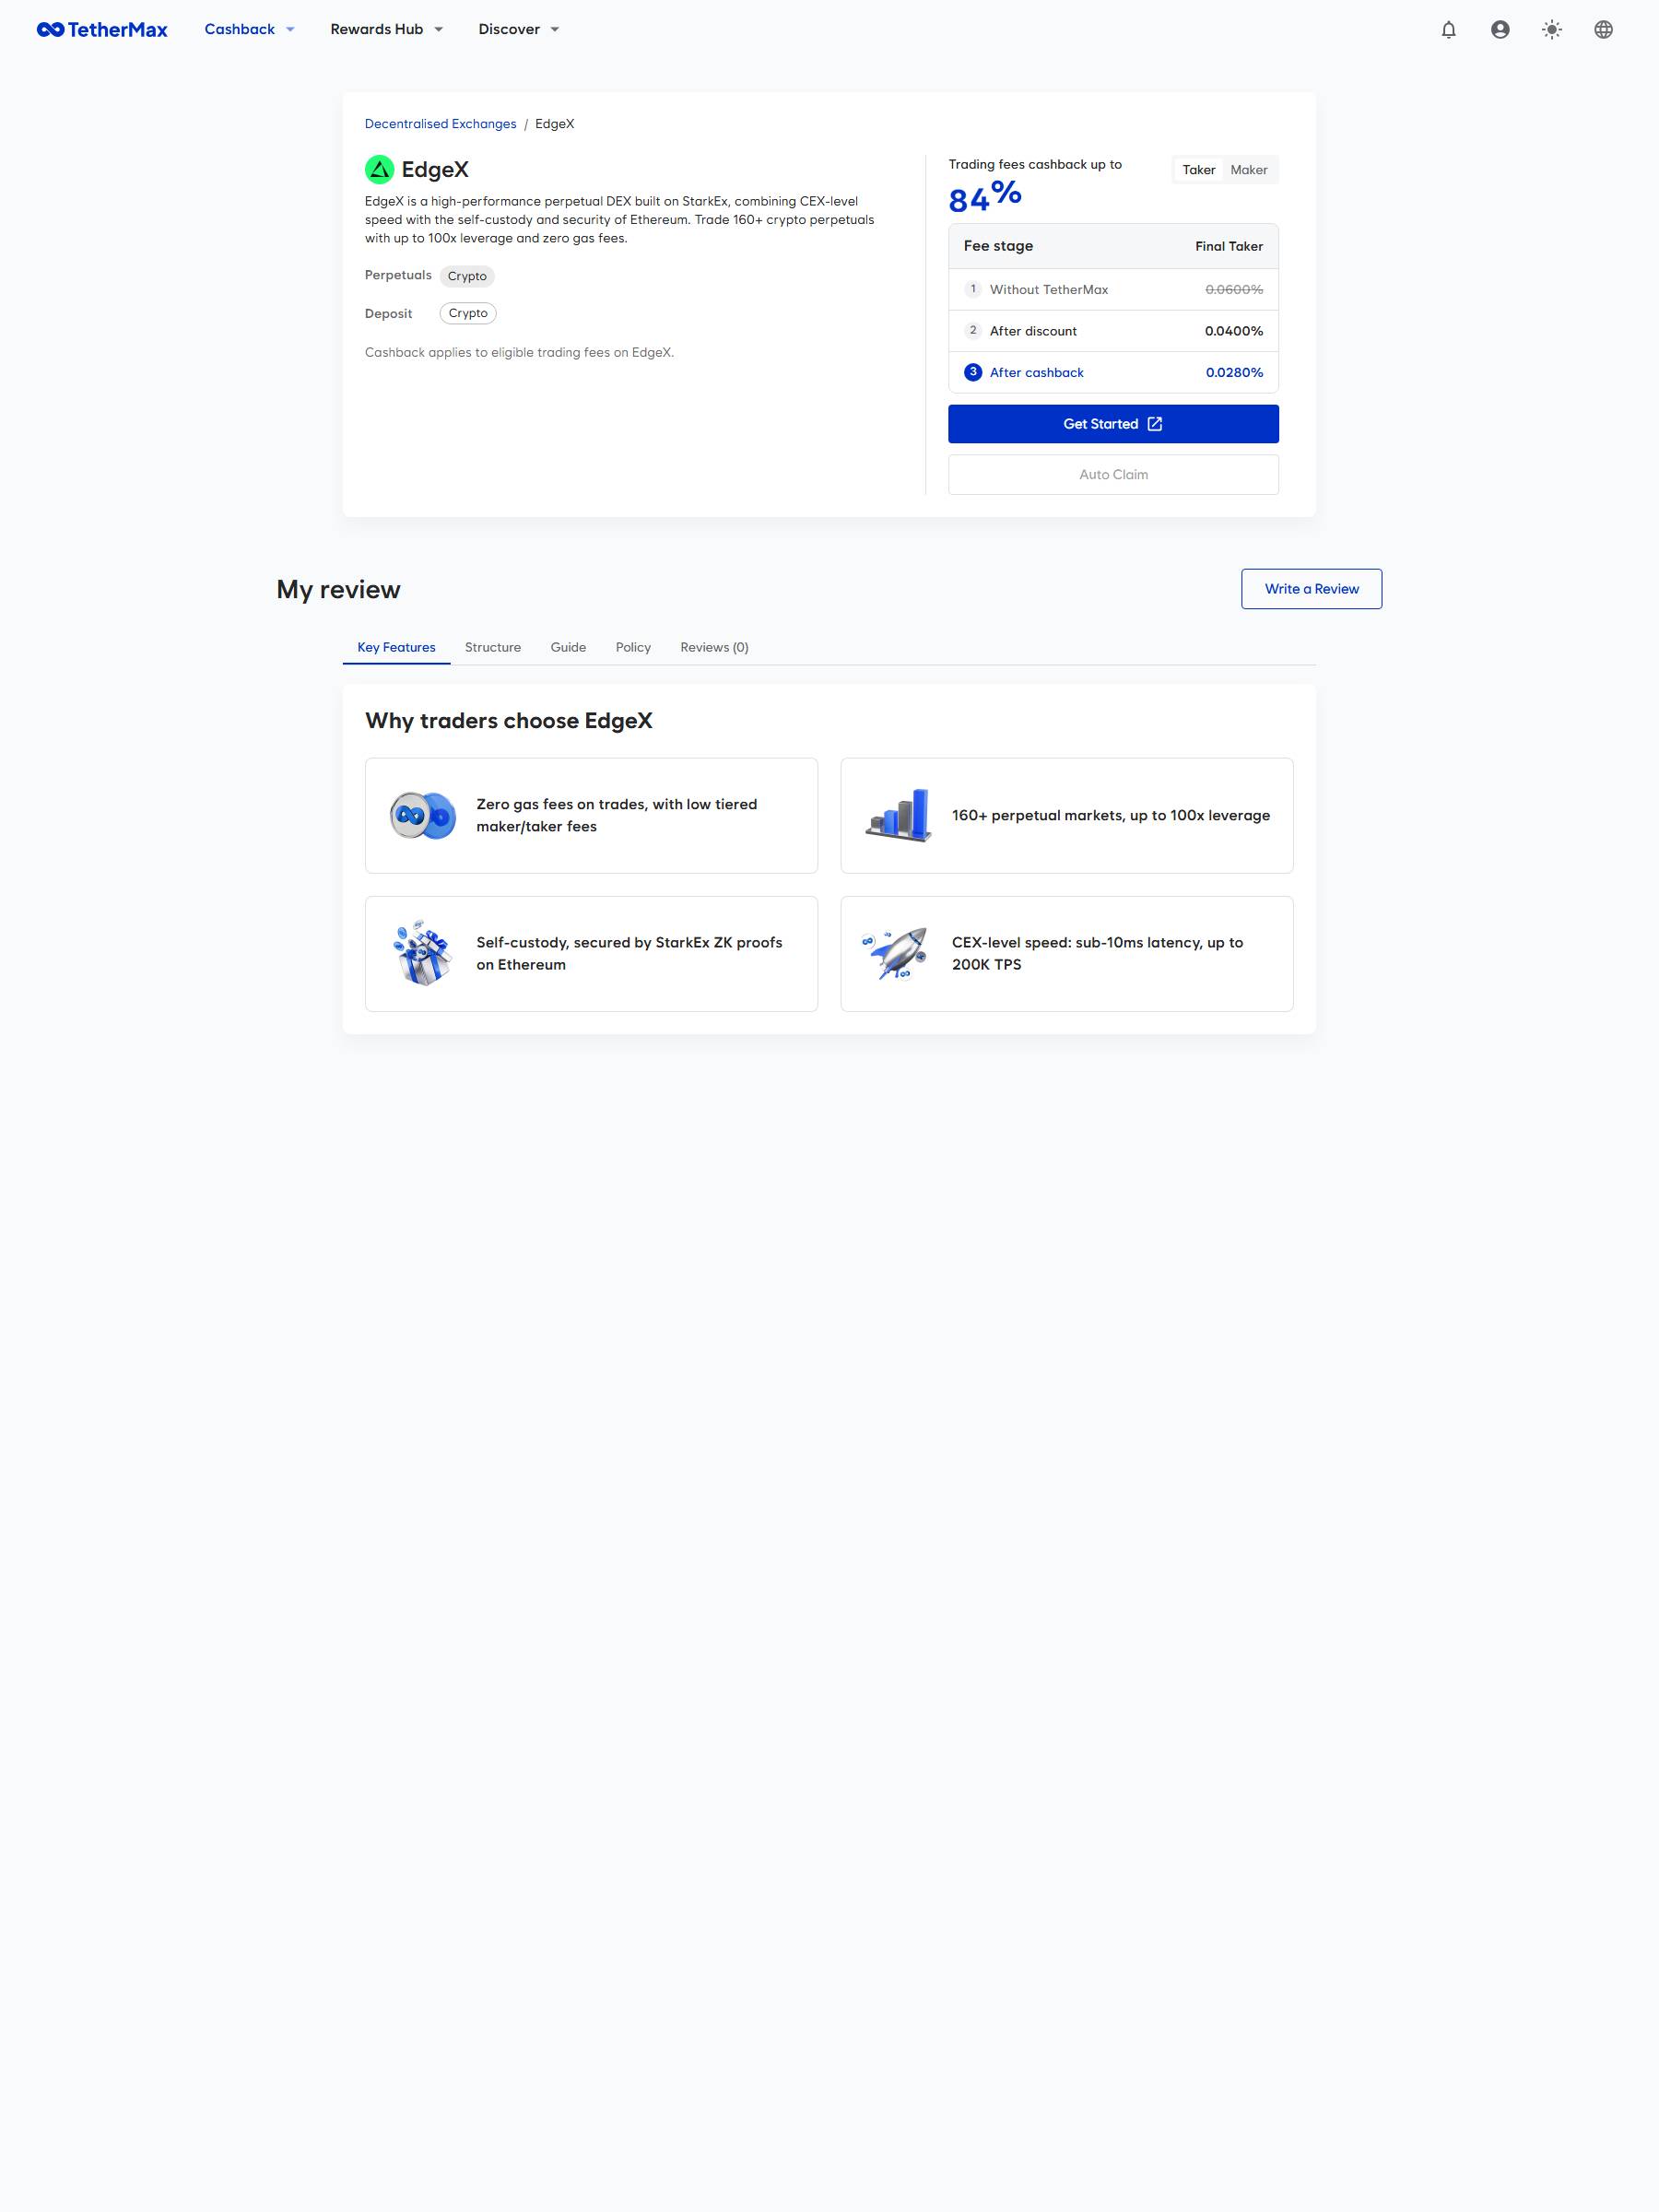 TetherMax
Cashback
Rewards Hub
Discover
Decentralised Exchanges / EdgeX
EdgeX
EdgeX is a high-performance perpetual DEX built on StarkEx, combining CEX-level
speed with the self-custody and security of Ethereum. Trade 160+ crypto perpetuals
with up to 100x leverage and zero gas fees.
Perpetuals Crypto
Deposit Crypto
Cashback applies to eligible trading fees on EdgeX.
Trading fees cashback up to
84%
Taker Maker
Fee stage Final Taker
1 Without TetherMax 0.0600%
2 After discount 0.0400%
3 After cashback 0.0280%
Get Started
Auto Claim
My review
Write a Review
Key Features
Structure
Guide
Policy
Reviews (0)
Why traders choose EdgeX
Zero gas fees on trades, with low tiered
maker/taker fees
160+ perpetual markets, up to 100x leverage
Self-custody, secured by StarkEx ZK proofs
on Ethereum
CEX-level speed: sub-10ms latency, up to
200K TPS